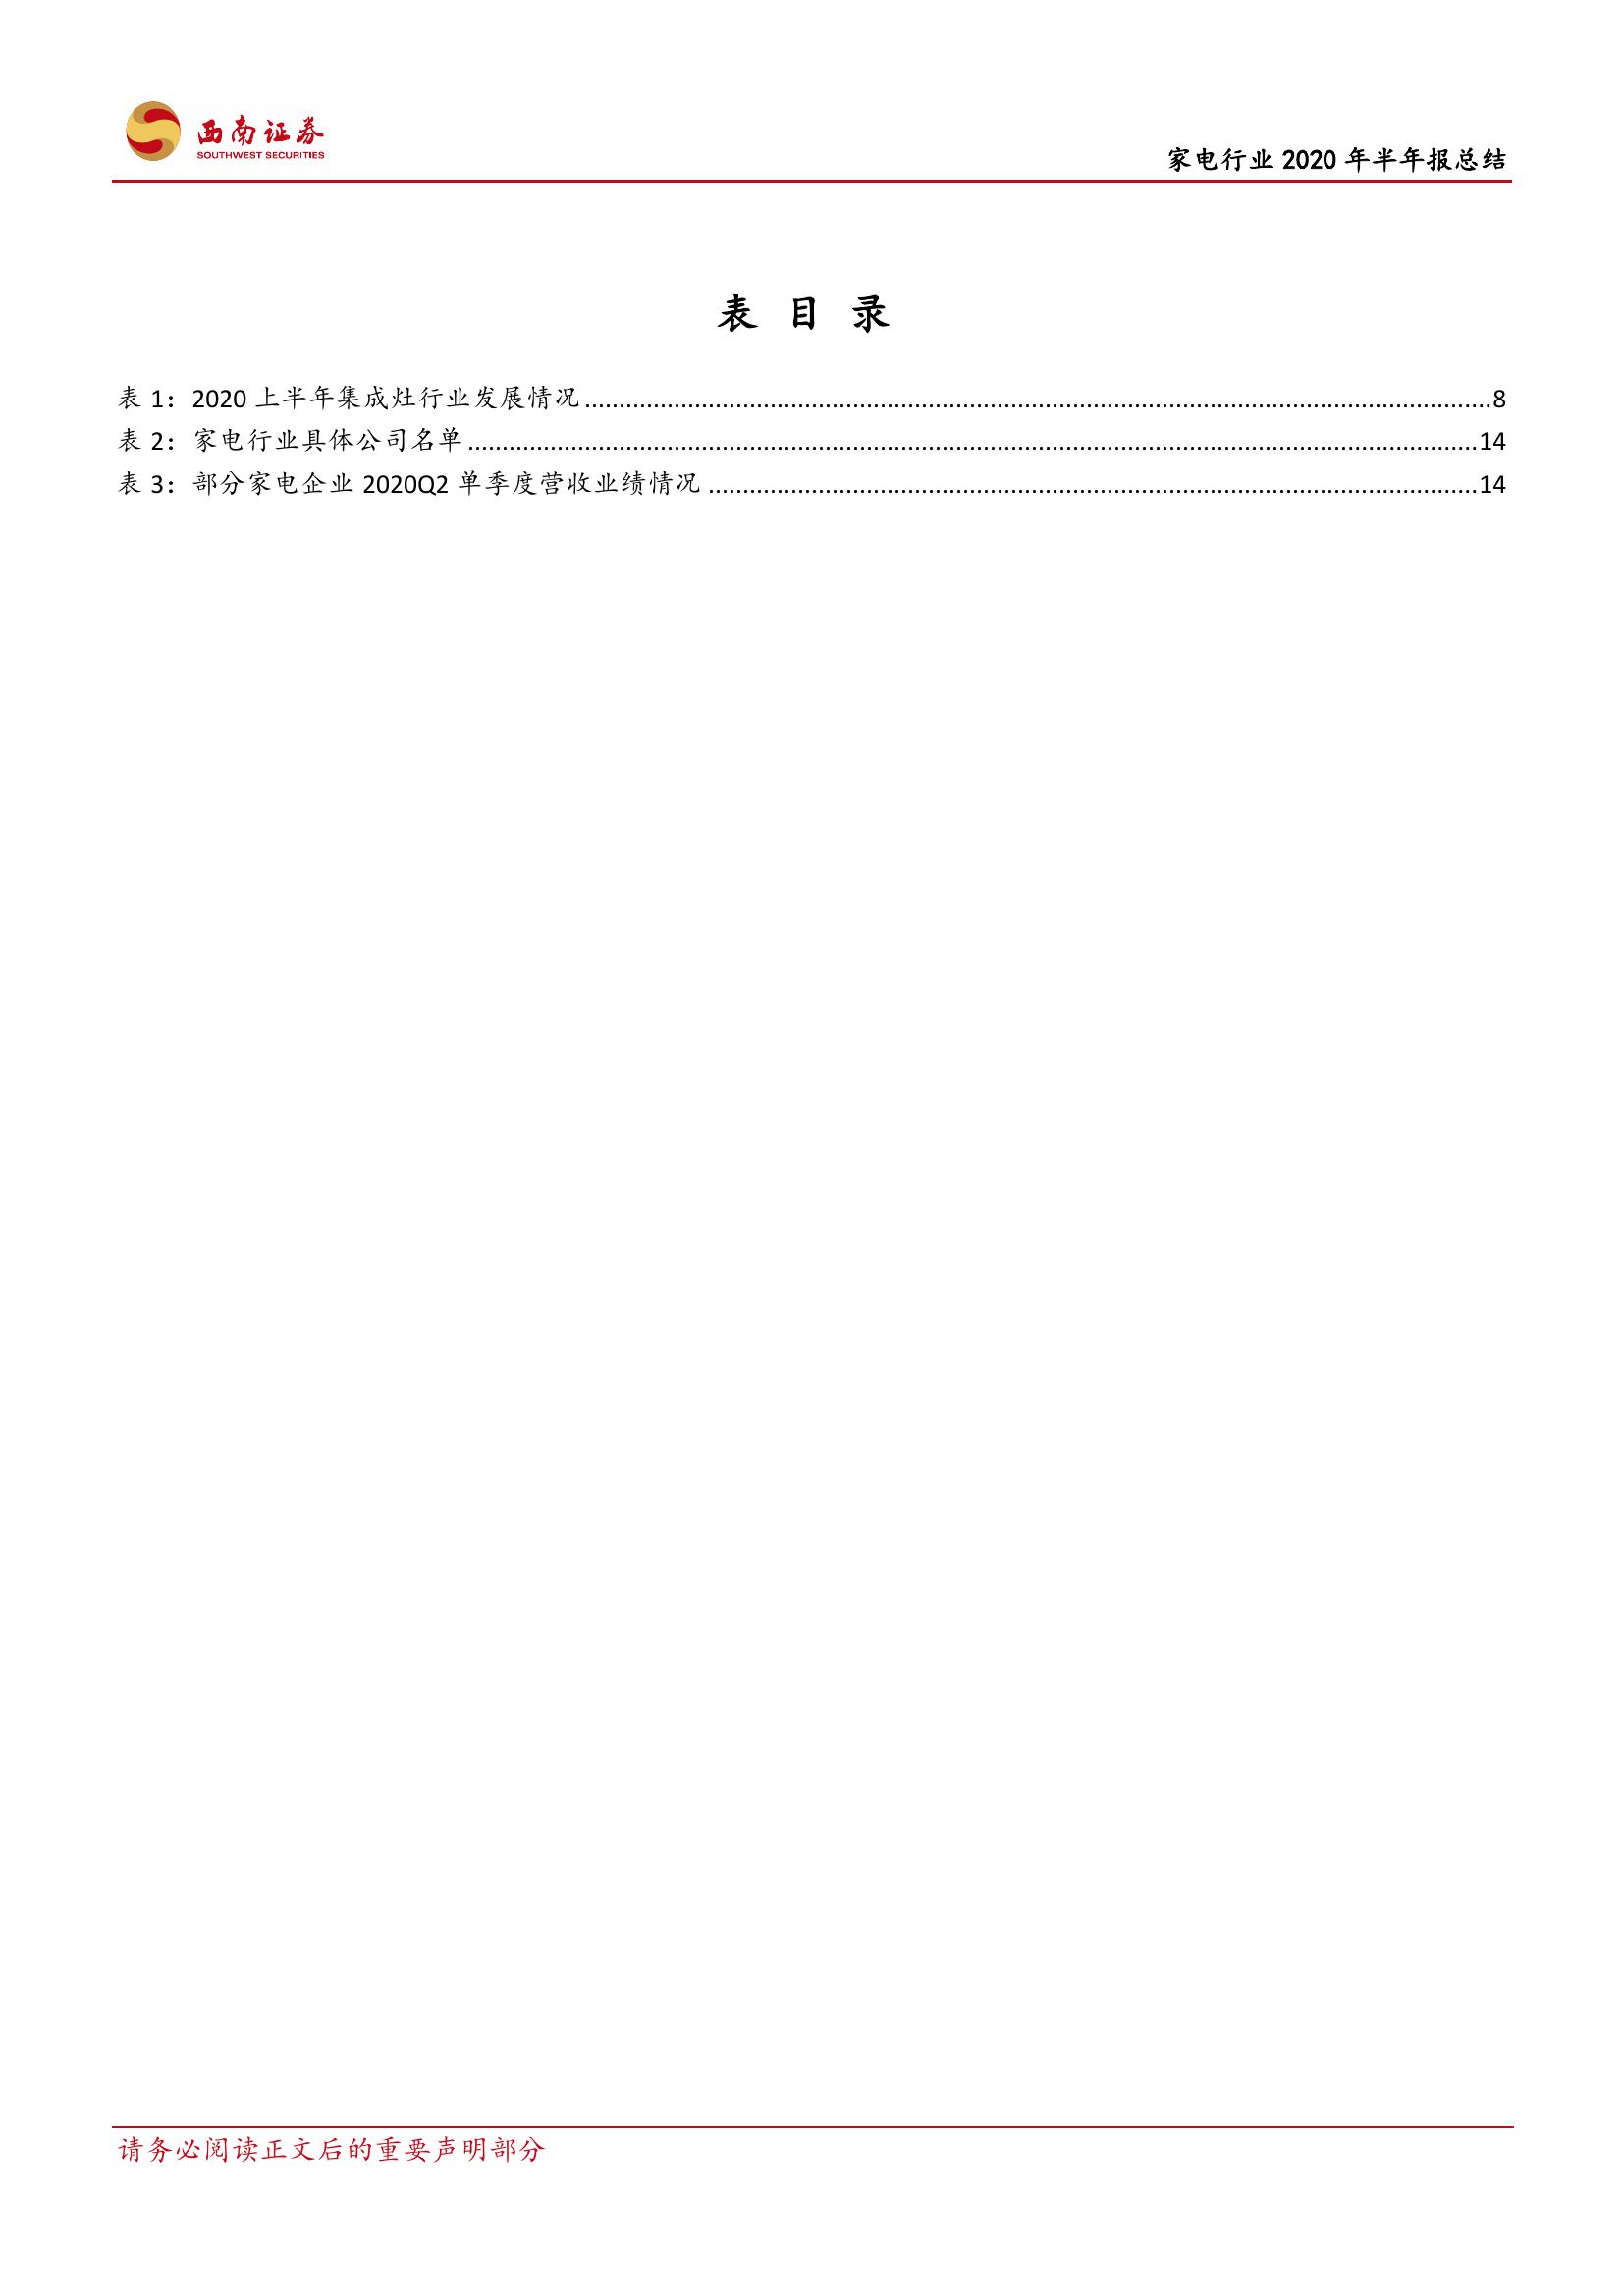 西南证券
SOUTHWEST SECURITIES
家电行业 2020 年半年报总结
表 目 录
表 1：2020 上半年集成灶行业发展情况........................................................................8
表 2：家电行业具体公司名单........................................................................14
表 3：部分家电企业 2020Q2 单季度营收业绩情况........................................................................14
请务必阅读正文后的重要声明部分